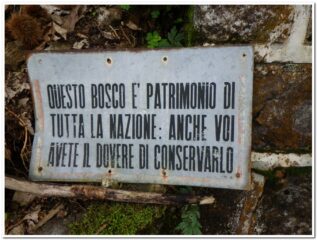 QUESTO BOSCO E' PATRIMONIO DI
TUTTA LA NAZIONE: ANCHE VOI
AVETE IL DOVERE DI CONSERVARLO